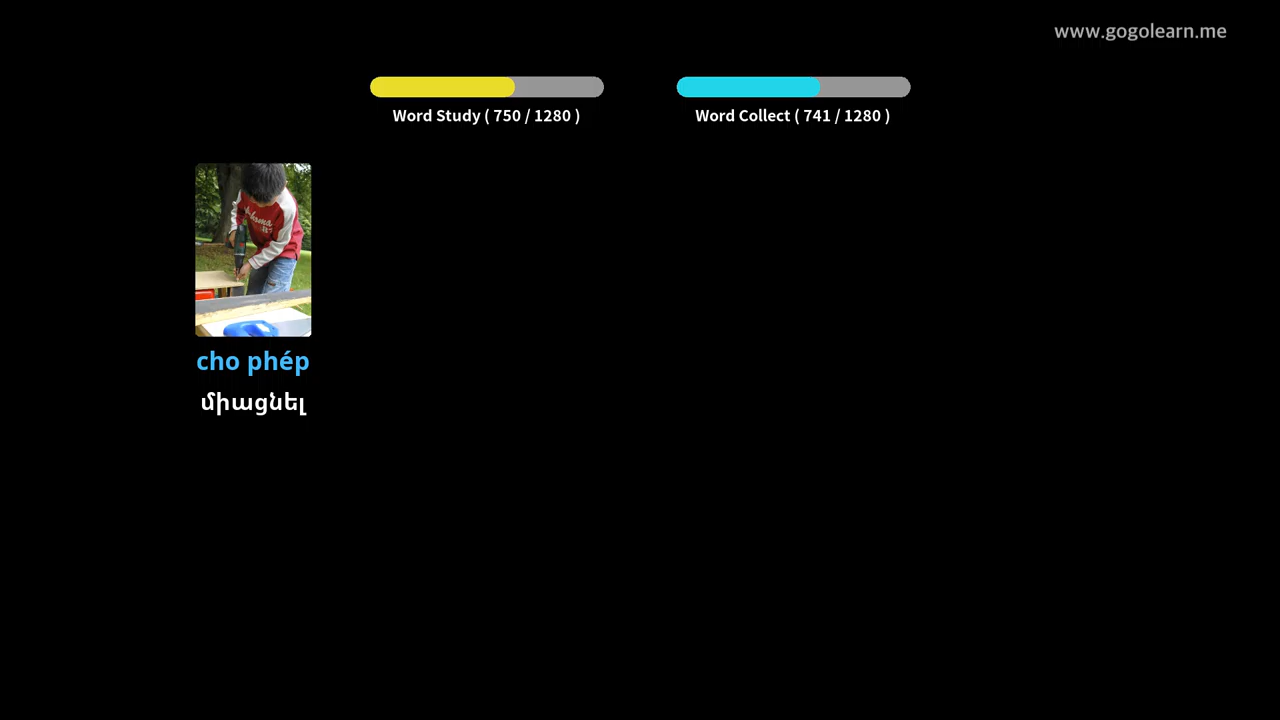 www.gogolearn.me
Word Study ( 750 / 1280 )
Word Collect ( 741 / 1280 )
cho phép
միացնել